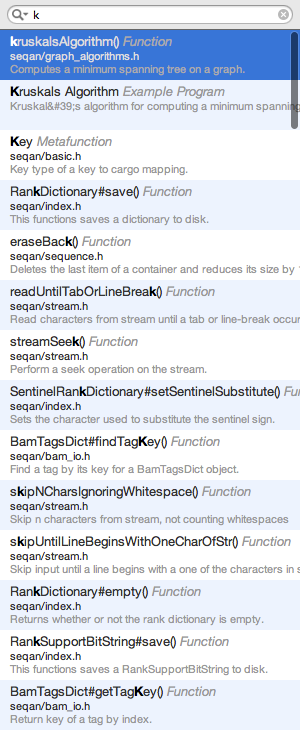 k
kruskalsAlgorithm() Function
seqan/graph_algorithms.h
Computes a minimum spanning tree on a graph.
Kruskals Algorithm Example Program
Kruskal&#39;s algorithm for computing a minimum spanning
Key Metafunction
seqan/basic.h
Key type of a key to cargo mapping.
RankDictionary#save() Function
seqan/index.h
This functions saves a dictionary to disk.
eraseBack() Function
seqan/sequence.h
Deletes the last item of a container and reduces its size by
readUntilTabOrLineBreak() Function
seqan/stream.h
Read characters from stream until a tab or line-break occur
streamSeek() Function
seqan/stream.h
Perform a seek operation on the stream.
SentinelRankDictionary#setSentinelSubstitute() Fu
seqan/index.h
Sets the character used to substitute the sentinel sign.
BamTagsDict#findTagKey() Function
seqan/bam_io.h
Find a tag by its key for a BamTagsDict object.
skipNCharsIgnoringWhitespace() Function
seqan/stream.h
Skip n characters from stream, not counting whitespaces
skipUntilLineBeginsWithOneCharOfStr() Function
seqan/stream.h
Skip input until a line begins with a one of the characters in s
RankDictionary#empty() Function
seqan/index.h
Returns whether or not the rank dictionary is empty.
RankSupportBitString#save() Function
seqan/index.h
This functions saves a RankSupportBitString to disk.
BamTagsDict#getTagKey() Function
seqan/bam_io.h
Return key of a tag by index.